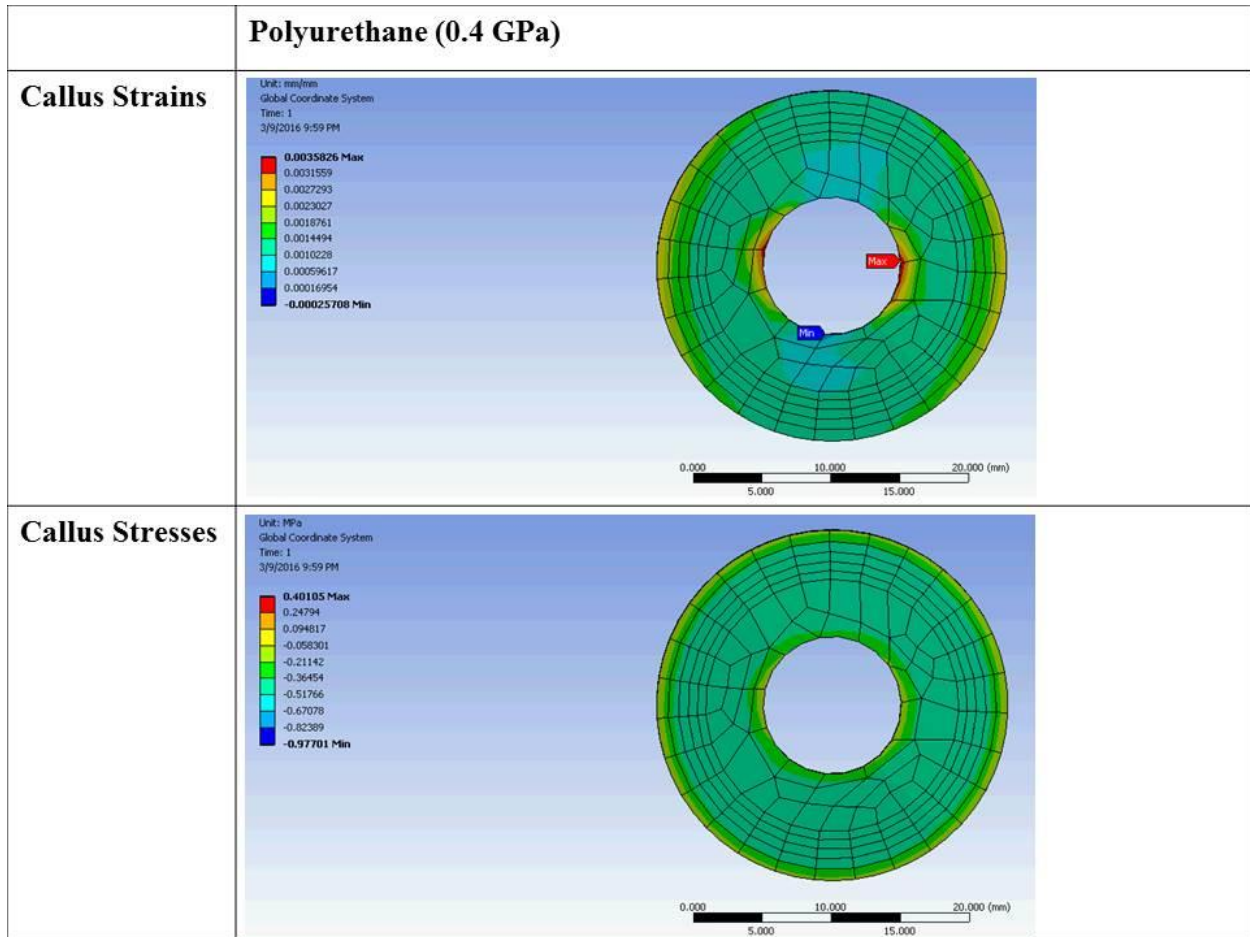 Polyurethane (0.4 GPa)
Callus Strains
Unit: mm/mm
Global Coordinate System
Time: 1
3/9/2016 9:59 PM
0.0035826 Max
0.0031559
0.0027293
0.0023027
0.0018761
0.0014494
0.0010228
0.00059617
0.00016954
-0.00025708 Min
Max
Min
0.000 10.000 20.000 (mm)
5.000 15.000
Callus Stresses
Unit: MPa
Global Coordinate System
Time: 1
3/9/2016 9:59 PM
0.40105 Max
0.24794
0.094817
-0.058301
-0.21142
-0.36454
-0.51766
-0.67078
-0.82389
-0.97701 Min
0.000 10.000 20.000 (mm)
5.000 15.000